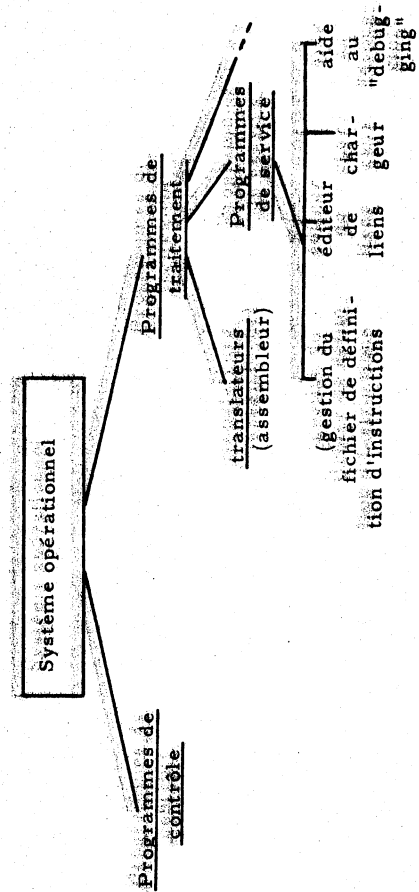 Système opérationnel
Programmes de
contrôle
Programmes de
traitement
translateurs
(assembleur)
Programmes
de service
(gestion du
fichier de défini-
tion d'instructions
éditeur
de
liens
char-
geur
aide
au
"debug-
ging"